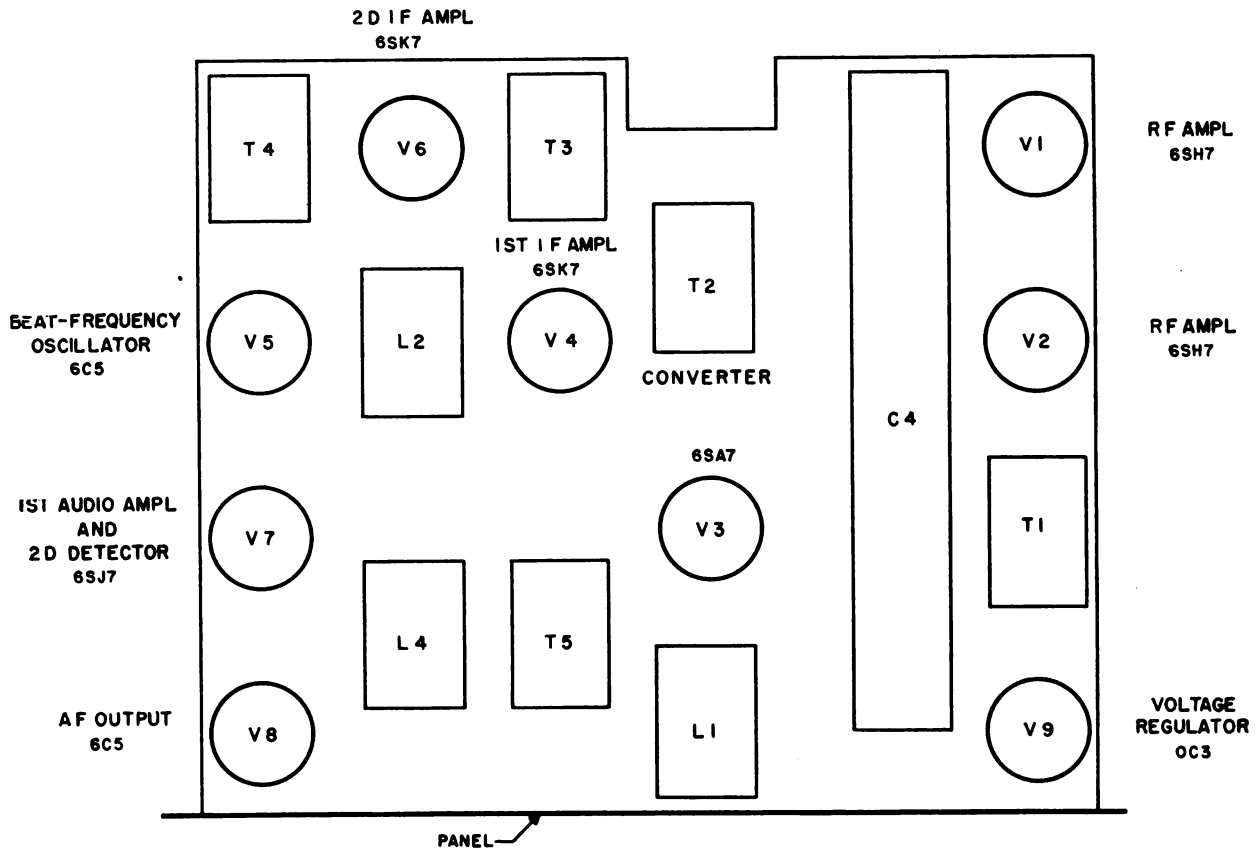 2D IF AMPL
6SK7
T4
V6
T3
V1
RF AMPL
6SH7
1ST IF AMPL
6SK7
T2
BEAT-FREQUENCY
OSCILLATOR
6C5
V5
L2
V4
CONVERTER
V2
RF AMPL
6SH7
C4
6SA7
1ST AUDIO AMPL
AND
2D DETECTOR
6SJ7
V7
V3
T1
L4
T5
AF OUTPUT
6C5
V8
L1
V9
VOLTAGE
REGULATOR
OC3
PANEL